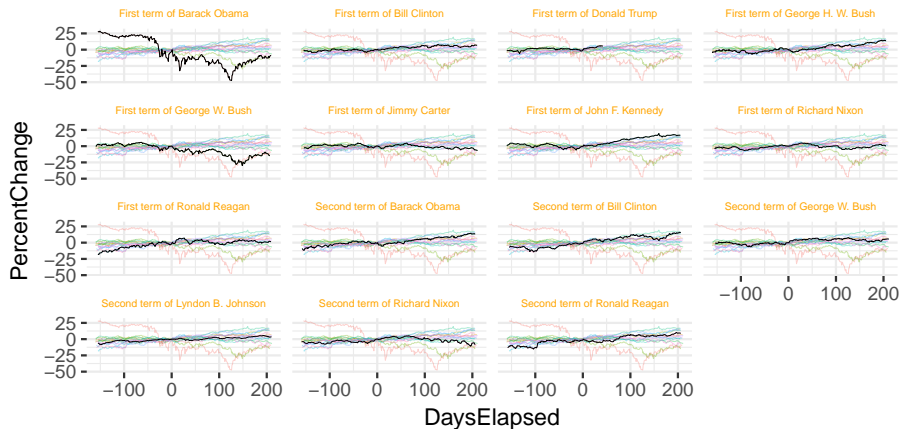 First term of Barack Obama
First term of Bill Clinton
First term of Donald Trump
First term of George H. W. Bush
25
0
−25
−50
First term of George W. Bush
First term of Jimmy Carter
First term of John F. Kennedy
First term of Richard Nixon
25
0
−25
−50
First term of Ronald Reagan
Second term of Barack Obama
Second term of Bill Clinton
Second term of George W. Bush
25
0
−25
−50
−100 0 100 200
Second term of Lyndon B. Johnson
Second term of Richard Nixon
Second term of Ronald Reagan
25
0
−25
−50
−100 0 100 200
−100 0 100 200
−100 0 100 200
DaysElapsed
PercentChange